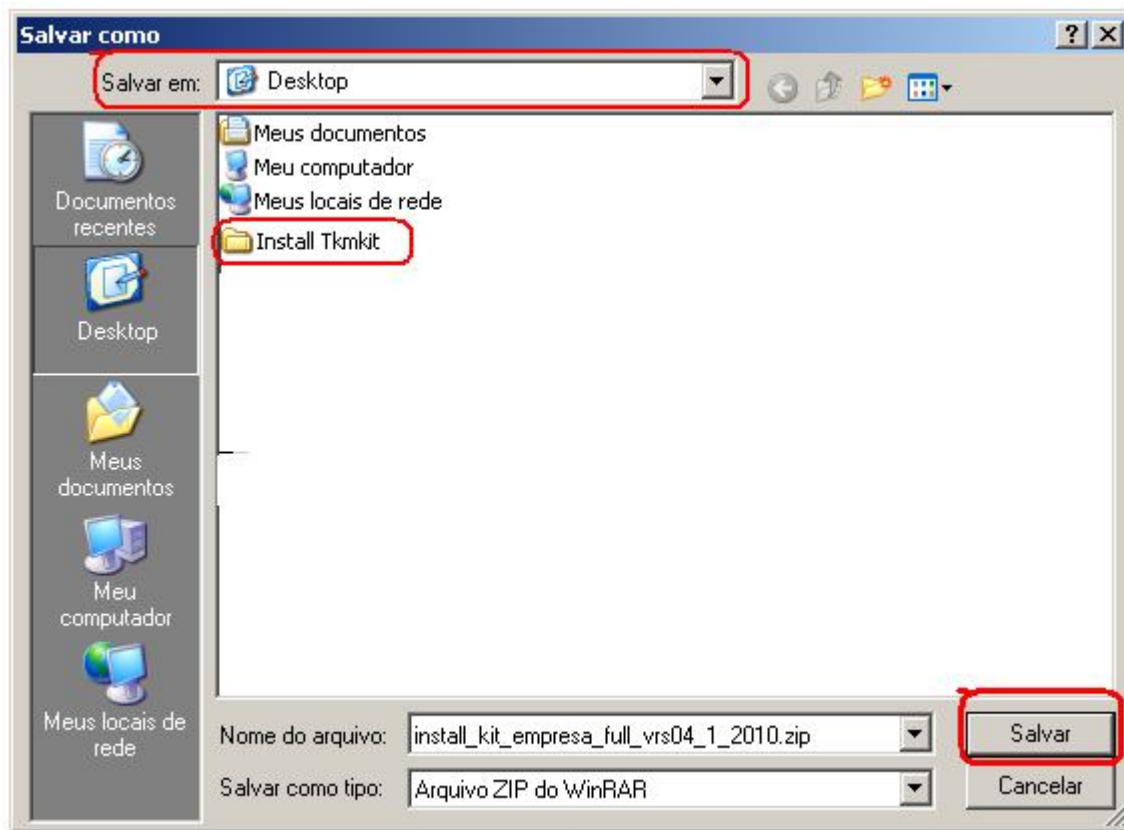 Salvar como
Salvar em:
Desktop
Documentos
recentes
Desktop
Meus
documentos
Meu
computador
Meus locais de
rede
Meus documentos
Meu computador
Meus locais de rede
Install Tkmkit
Nome do arquivo:
install_kit_empresa_full_vrs04_1_2010.zip
Salvar
Salvar como tipo:
Arquivo ZIP do WinRAR
Cancelar